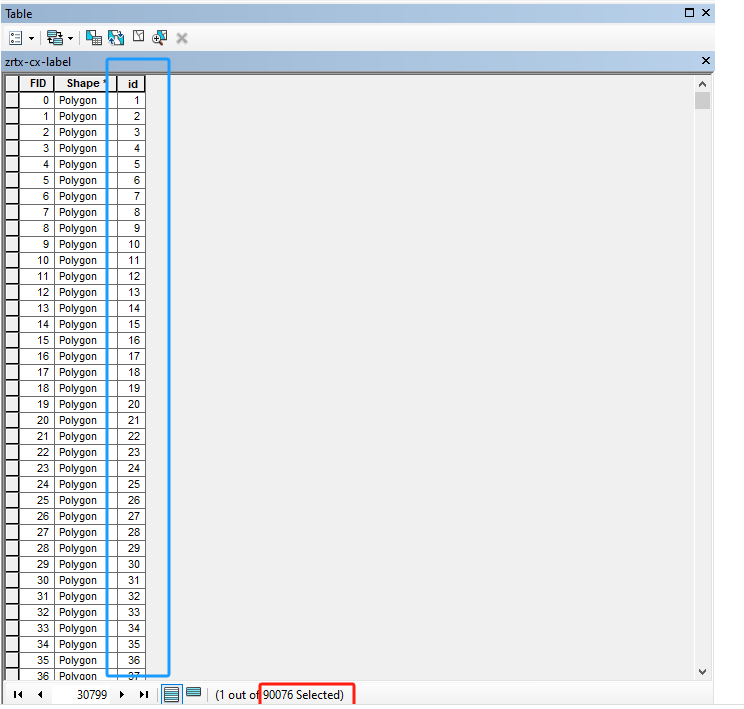 Table
zrtx-cx-label
FID Shape * id
0 Polygon 1
1 Polygon 2
2 Polygon 3
3 Polygon 4
4 Polygon 5
5 Polygon 6
6 Polygon 7
7 Polygon 8
8 Polygon 9
9 Polygon 10
10 Polygon 11
11 Polygon 12
12 Polygon 13
13 Polygon 14
14 Polygon 15
15 Polygon 16
16 Polygon 17
17 Polygon 18
18 Polygon 19
19 Polygon 20
20 Polygon 21
21 Polygon 22
22 Polygon 23
23 Polygon 24
24 Polygon 25
25 Polygon 26
26 Polygon 27
27 Polygon 28
28 Polygon 29
29 Polygon 30
30 Polygon 31
31 Polygon 32
32 Polygon 33
33 Polygon 34
34 Polygon 35
35 Polygon 36
36 Polygon 37
30799 (1 out of 90076 Selected)